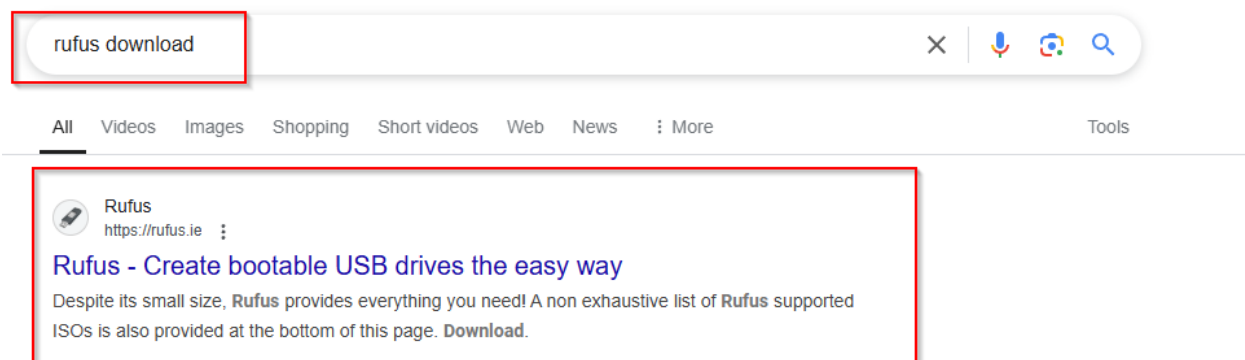 rufus download
All Videos Images Shopping Short videos Web News More Tools
Rufus
https://rufus.ie
Rufus - Create bootable USB drives the easy way
Despite its small size, Rufus provides everything you need! A non exhaustive list of Rufus supported
ISOs is also provided at the bottom of this page. Download.